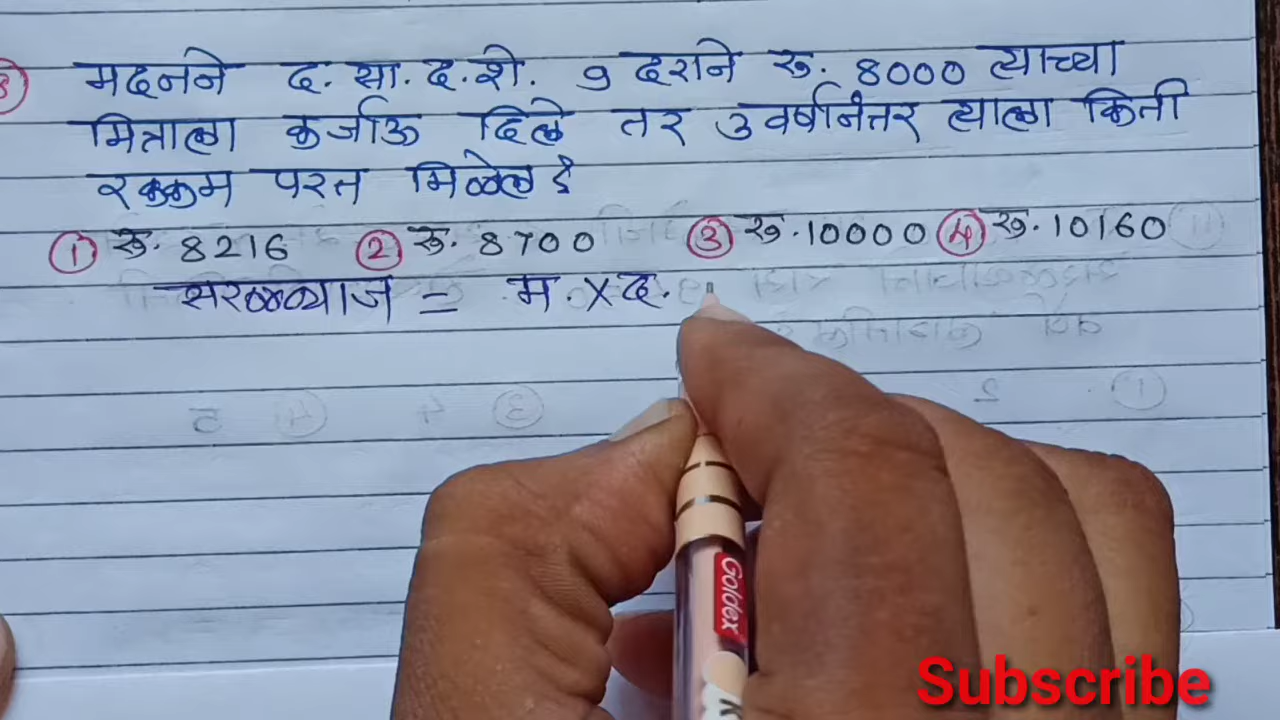 मदनने द. सा. द. शे. 9 दराने रु. 8000 त्याच्या
मित्राला कर्जाऊ दिले तर 3 वर्षानंतर त्याला किती
रक्कम परत मिळेल ?
① रु. 8216 ② रु. 8700 ③ रु. 10000 ④ रु. 10160
सरळव्याज = म. × द.
Goldex
Subscribe